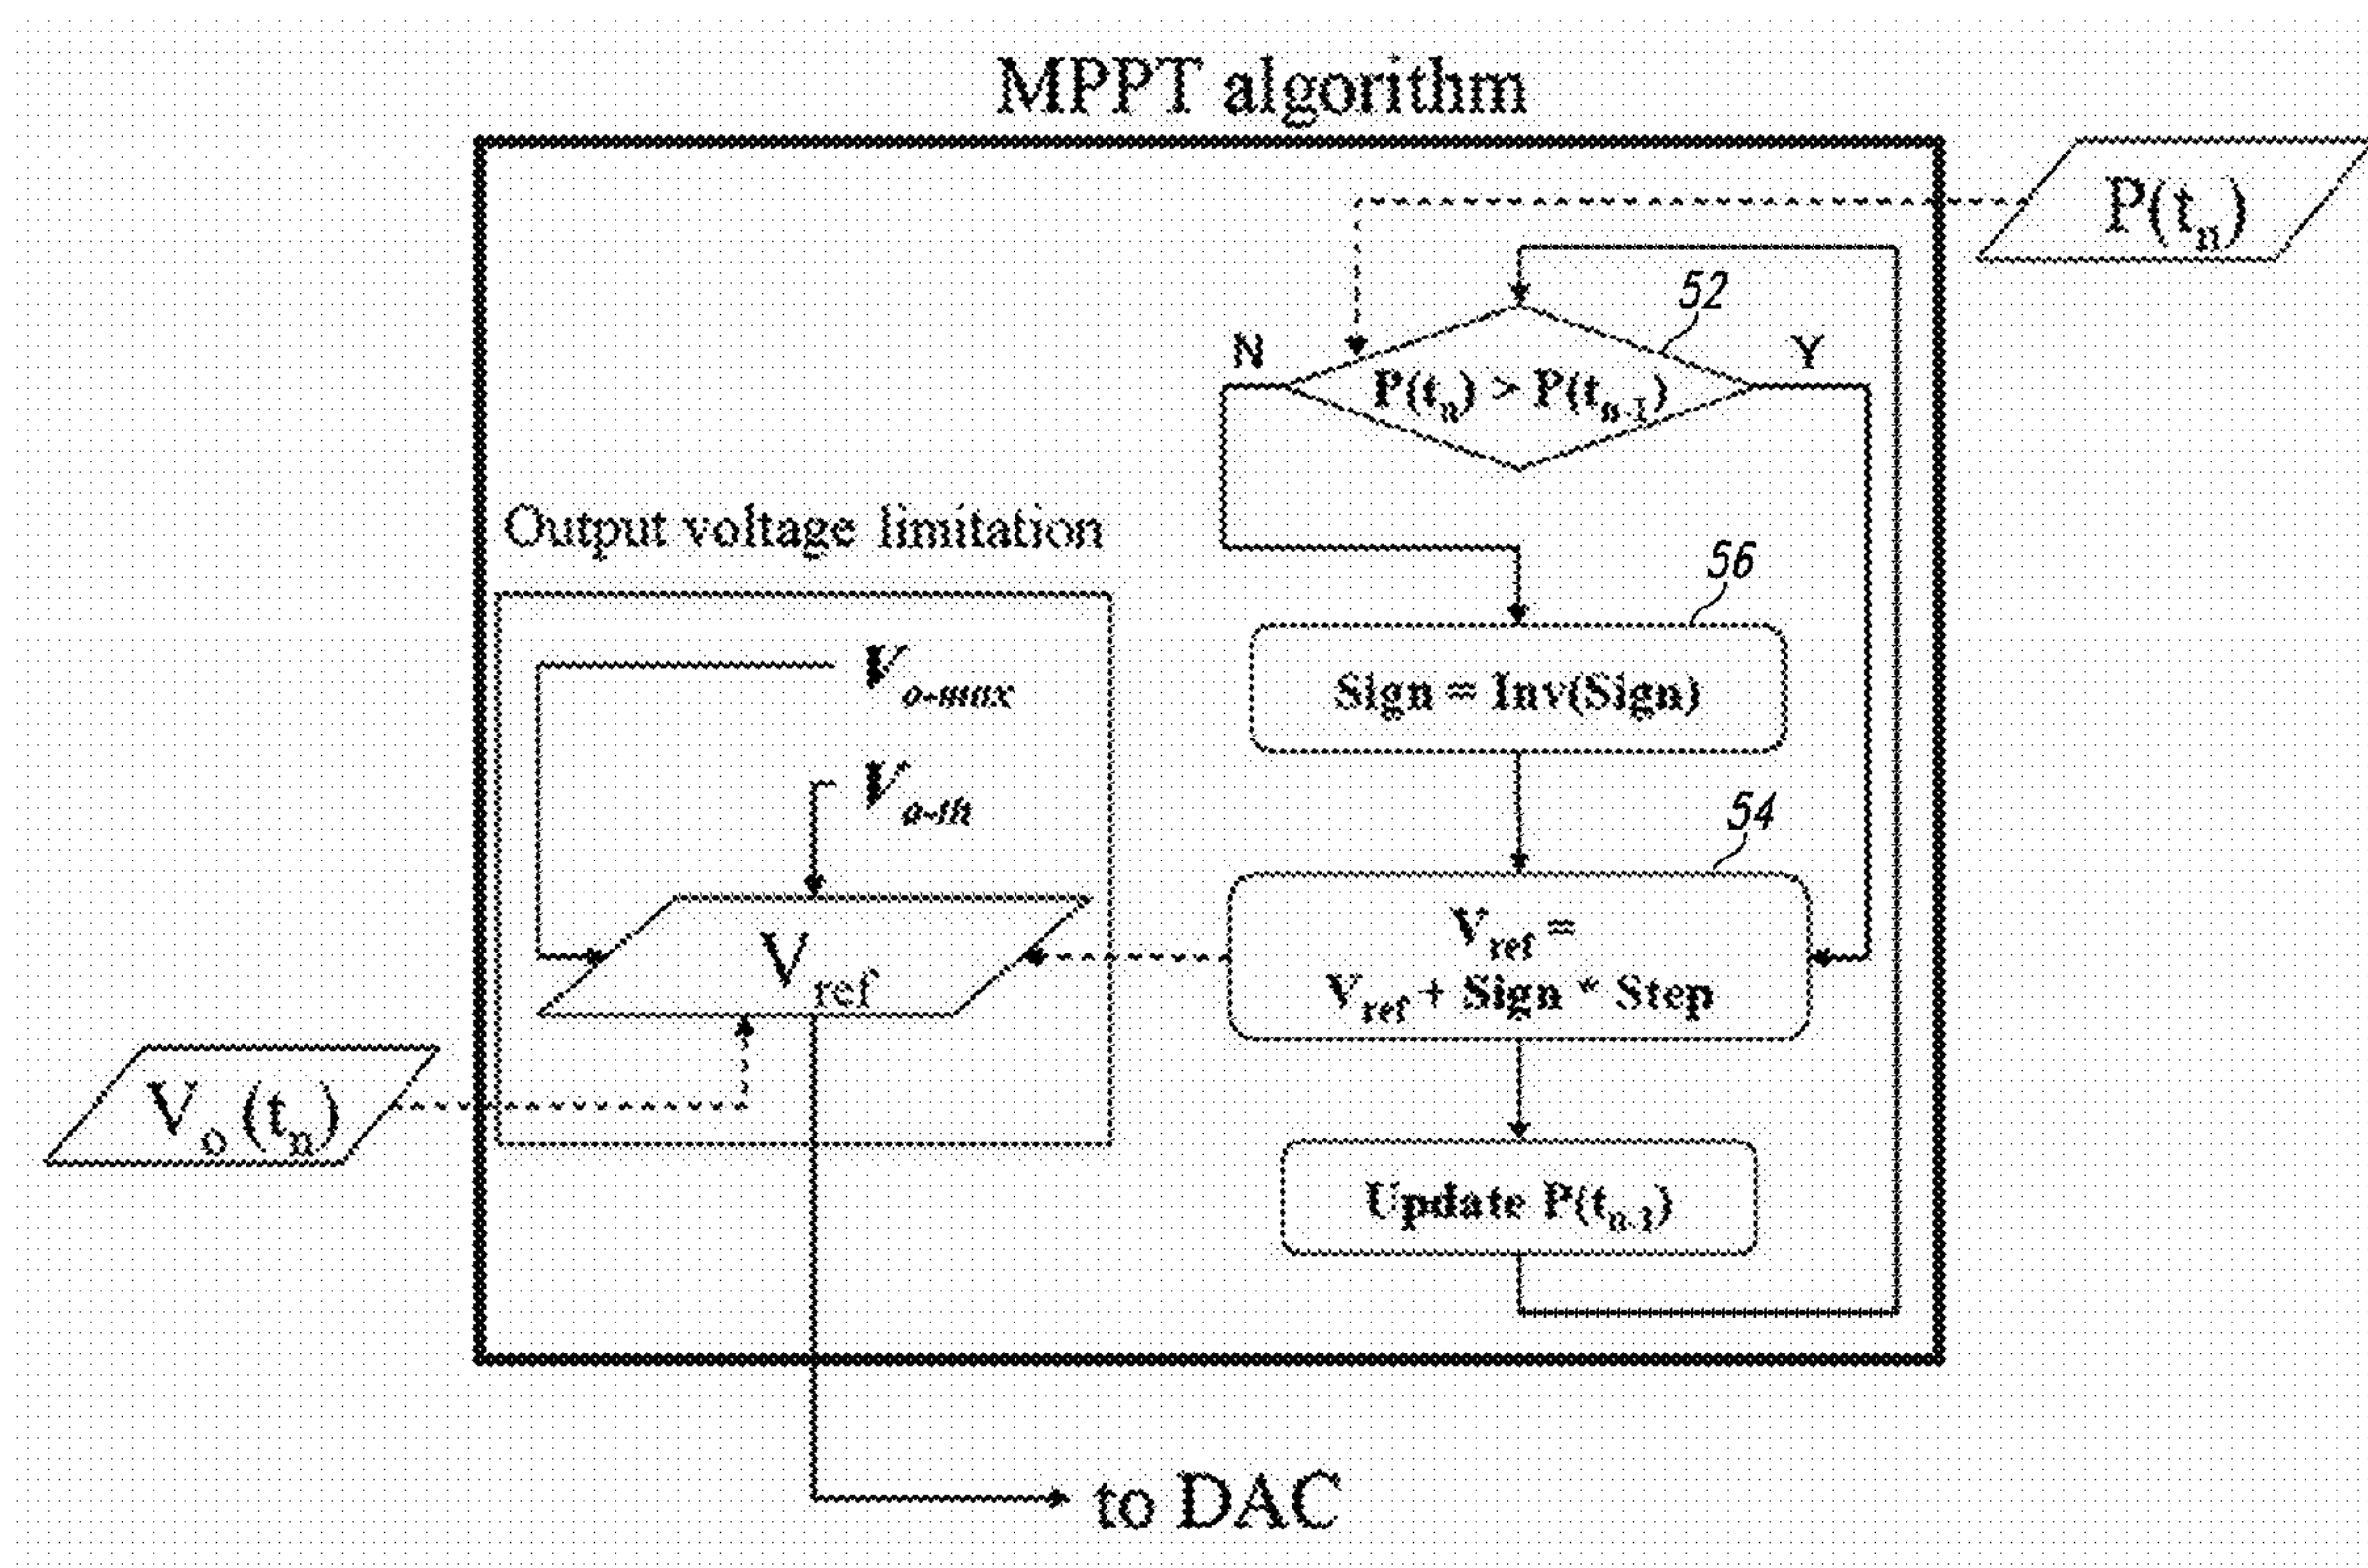 MPPT algorithm
P(tn)
52
N
Y
P(tn) > P(tn-1)
Output voltage limitation
56
Vo-max
Sign = Inv(Sign)
Vo-th
54
Vref =
Vref + Sign * Step
Vref
Vo (tn)
Update P(tn-1)
to DAC